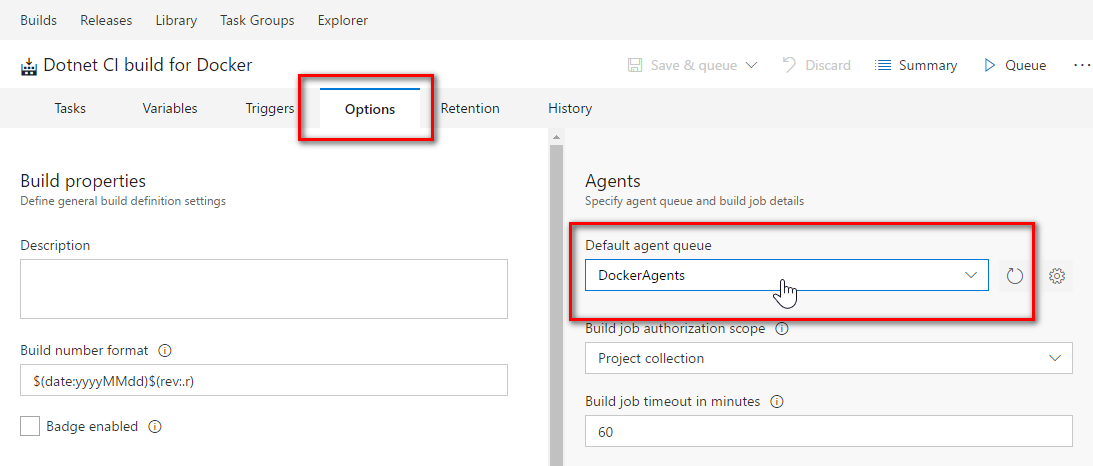 Builds Releases Library Task Groups Explorer
Dotnet CI build for Docker Save & queue Discard Summary Queue ...
Tasks Variables Triggers Options Retention History
Build properties
Define general build definition settings
Description
Build number format
$(date:yyyyMMdd)$(rev:.r)
Badge enabled
Agents
Specify agent queue and build job details
Default agent queue
DockerAgents
Build job authorization scope
Project collection
Build job timeout in minutes
60